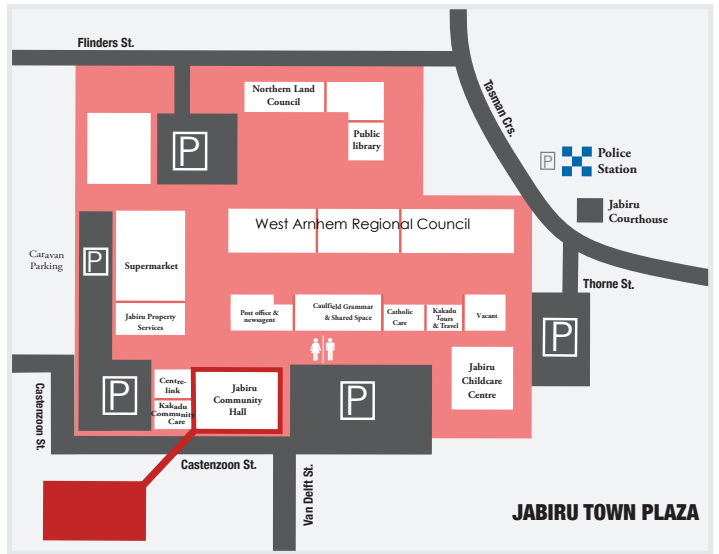 Flinders St.
Northern Land
Council
Public
library
P
Tasman Crs.
P
Police
Station
Jabiru
Courthouse
West Arnhem Regional Council
Caravan
Parking
P
Supermarket
Jabiru Property
Services
Post office &
newsagent
Caulfield Grammar
& Shared Space
Catholic
Care
Kakadu
Tours
& Travel
Vacant
Thorne St.
P
Jabiru
Childcare
Centre
Centre-
link
Kakadu
Community
Care
Jabiru
Community
Hall
P
P
Castenzoon St.
Castenzoon St.
Van Delft St.
JABIRU TOWN PLAZA